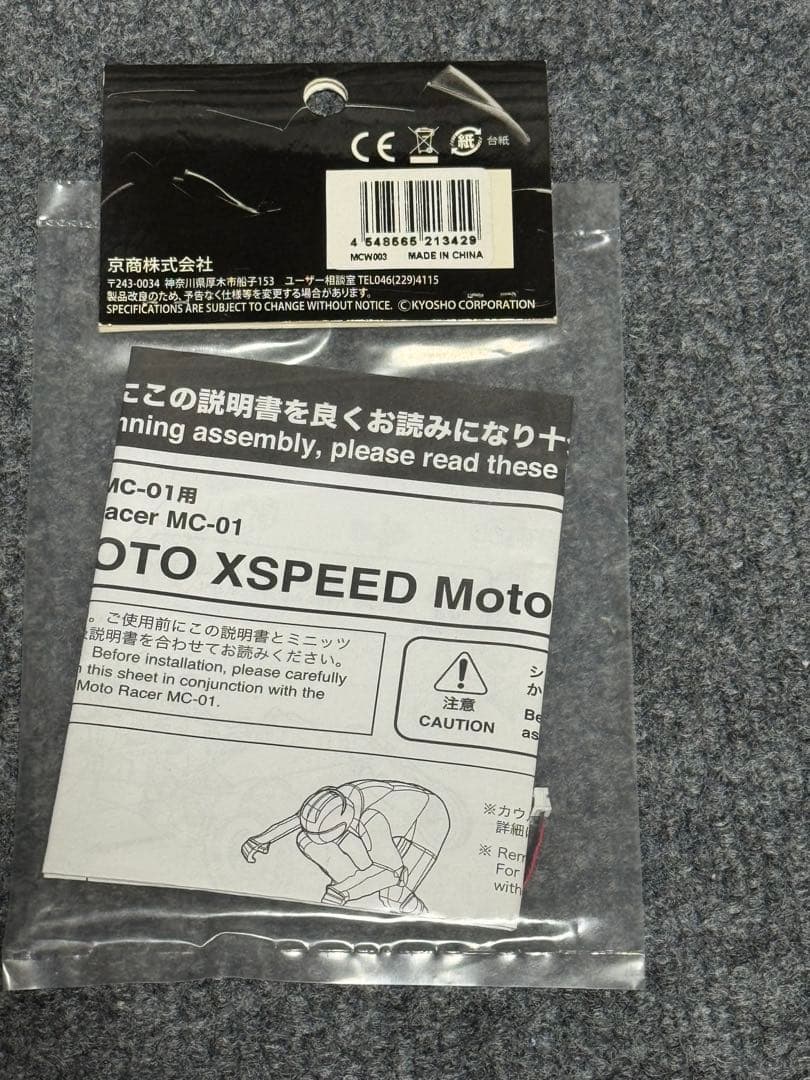 CE 紙 台紙
4 548565 213429
MCW003 MADE IN CHINA
京商株式会社
〒243-0034 神奈川県厚木市船子153 ユーザー相談室 TEL046(229)4115
製品改良のため、予告なく仕様等を変更する場合があります。
SPECIFICATIONS ARE SUBJECT TO CHANGE WITHOUT NOTICE. ©KYOSHO CORPORATION
にこの説明書を良くお読みになり十
nning assembly, please read these
MC-01用
acer MC-01
OTO XSPEED Moto
。ご使用前にこの説明書とミニッツ
説明書を合わせてお読みください。
Before installation, please carefully
this sheet in conjunction with the
Moto Racer MC-01.
注意
CAUTION
シ
か
Be
as
※カウ
詳細
※ Rem
For
with